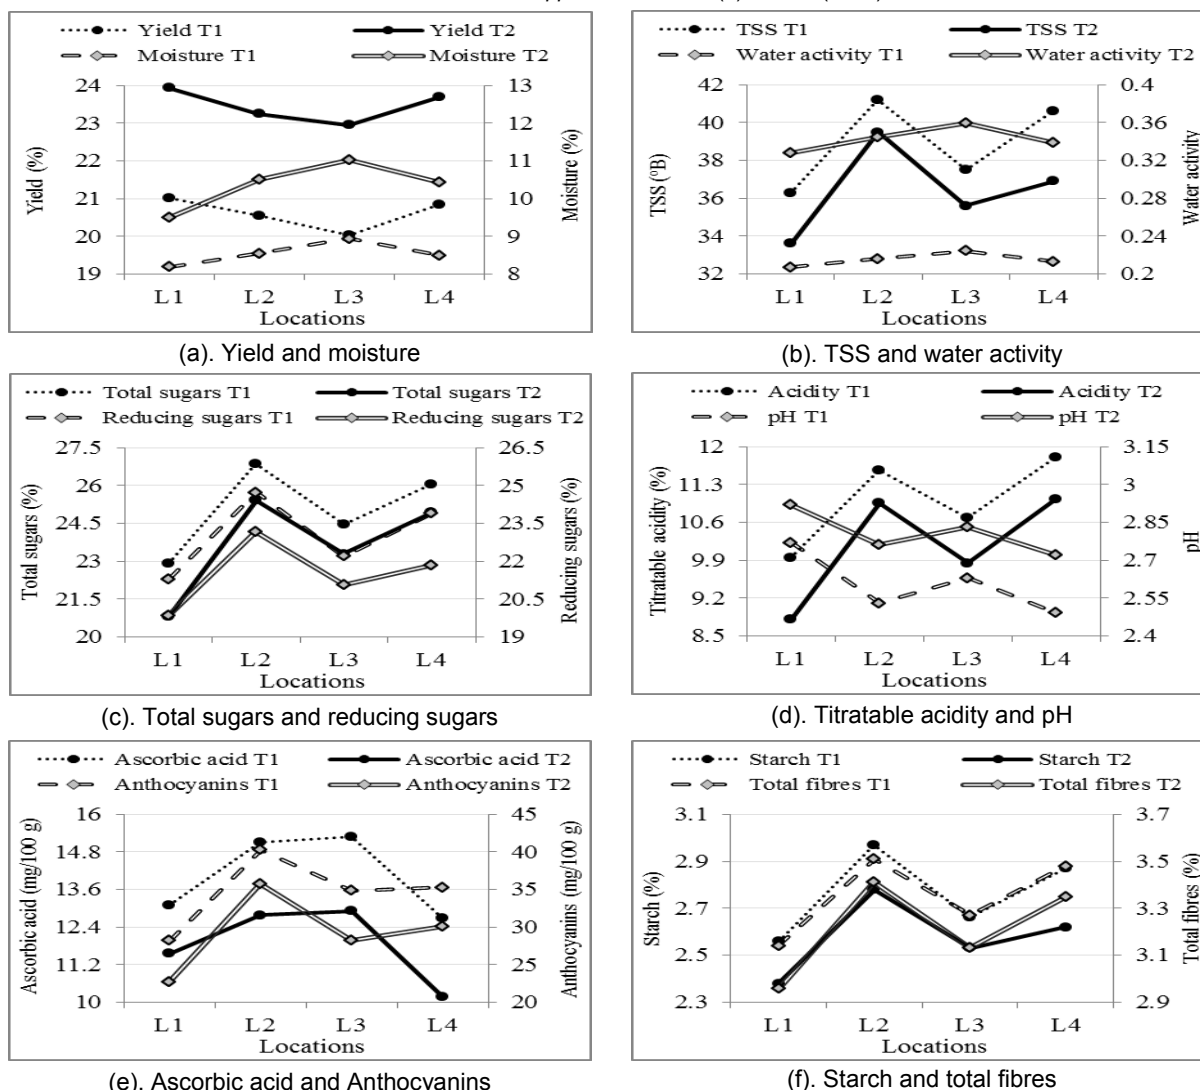 Yield T1 Yield T2
Moisture T1 Moisture T2
24
23
22
21
20
19
Yield (%)
13
12
11
10
9
8
Moisture (%)
L1 L2 L3 L4
Locations
(a). Yield and moisture
TSS T1 TSS T2
Water activity T1 Water activity T2
42
40
38
36
34
32
TSS (°B)
0.4
0.36
0.32
0.28
0.24
0.2
Water activity
L1 L2 L3 L4
Locations
(b). TSS and water activity
Total sugars T1 Total sugars T2
Reducing sugars T1 Reducing sugars T2
27.5
26
24.5
23
21.5
20
Total sugars (%)
26.5
25
23.5
22
20.5
19
Reducing sugars (%)
L1 L2 L3 L4
Locations
(c). Total sugars and reducing sugars
Acidity T1 Acidity T2
pH T1 pH T2
12
11.3
10.6
9.9
9.2
8.5
Titratable acidity (%)
3.15
3
2.85
2.7
2.55
2.4
pH
L1 L2 L3 L4
Locations
(d). Titratable acidity and pH
Ascorbic acid T1 Ascorbic acid T2
Anthocyanins T1 Anthocyanins T2
16
14.8
13.6
12.4
11.2
10
Ascorbic acid (mg/100 g)
45
40
35
30
25
20
Anthocyanins (mg/100 g)
L1 L2 L3 L4
Locations
(e). Ascorbic acid and Anthocyanins
Starch T1 Starch T2
Total fibres T1 Total fibres T2
3.1
2.9
2.7
2.5
2.3
Starch (%)
3.7
3.5
3.3
3.1
2.9
Total fibres (%)
L1 L2 L3 L4
Locations
(f). Starch and total fibres